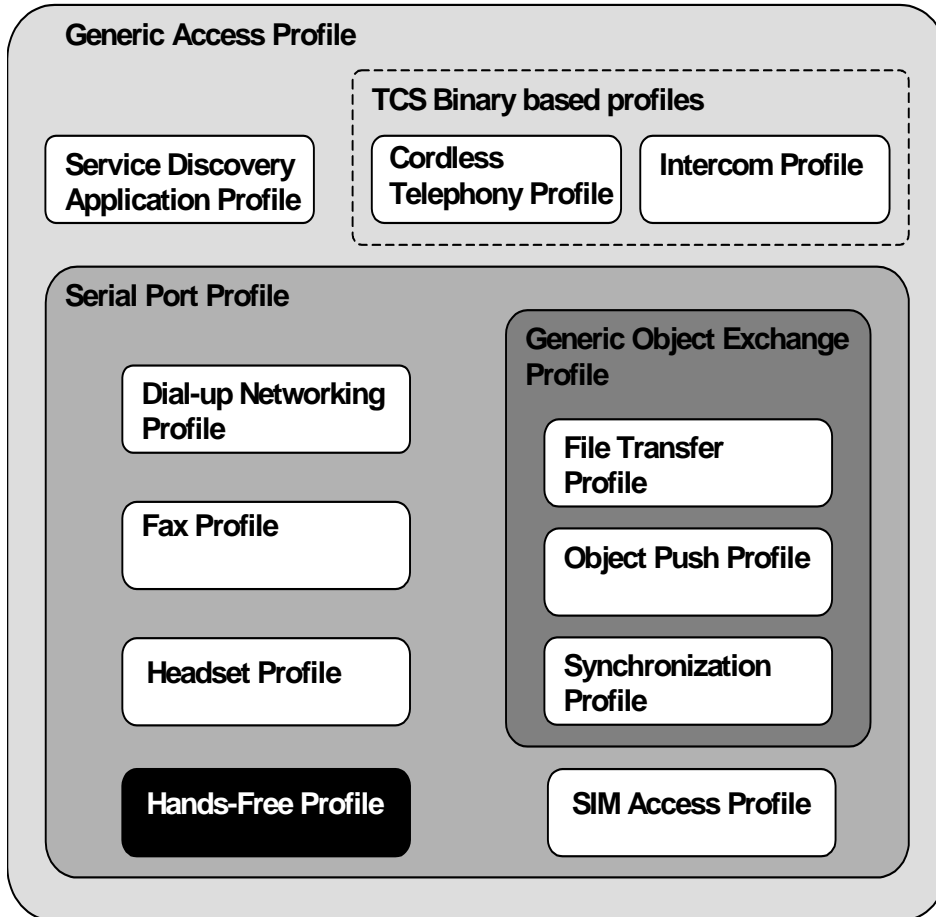 Generic Access Profile
TCS Binary based profiles
Service Discovery
Application Profile
Cordless
Telephony Profile
Intercom Profile
Serial Port Profile
Generic Object Exchange
Profile
Dial-up Networking
Profile
File Transfer
Profile
Fax Profile
Object Push Profile
Headset Profile
Synchronization
Profile
Hands-Free Profile
SIM Access Profile